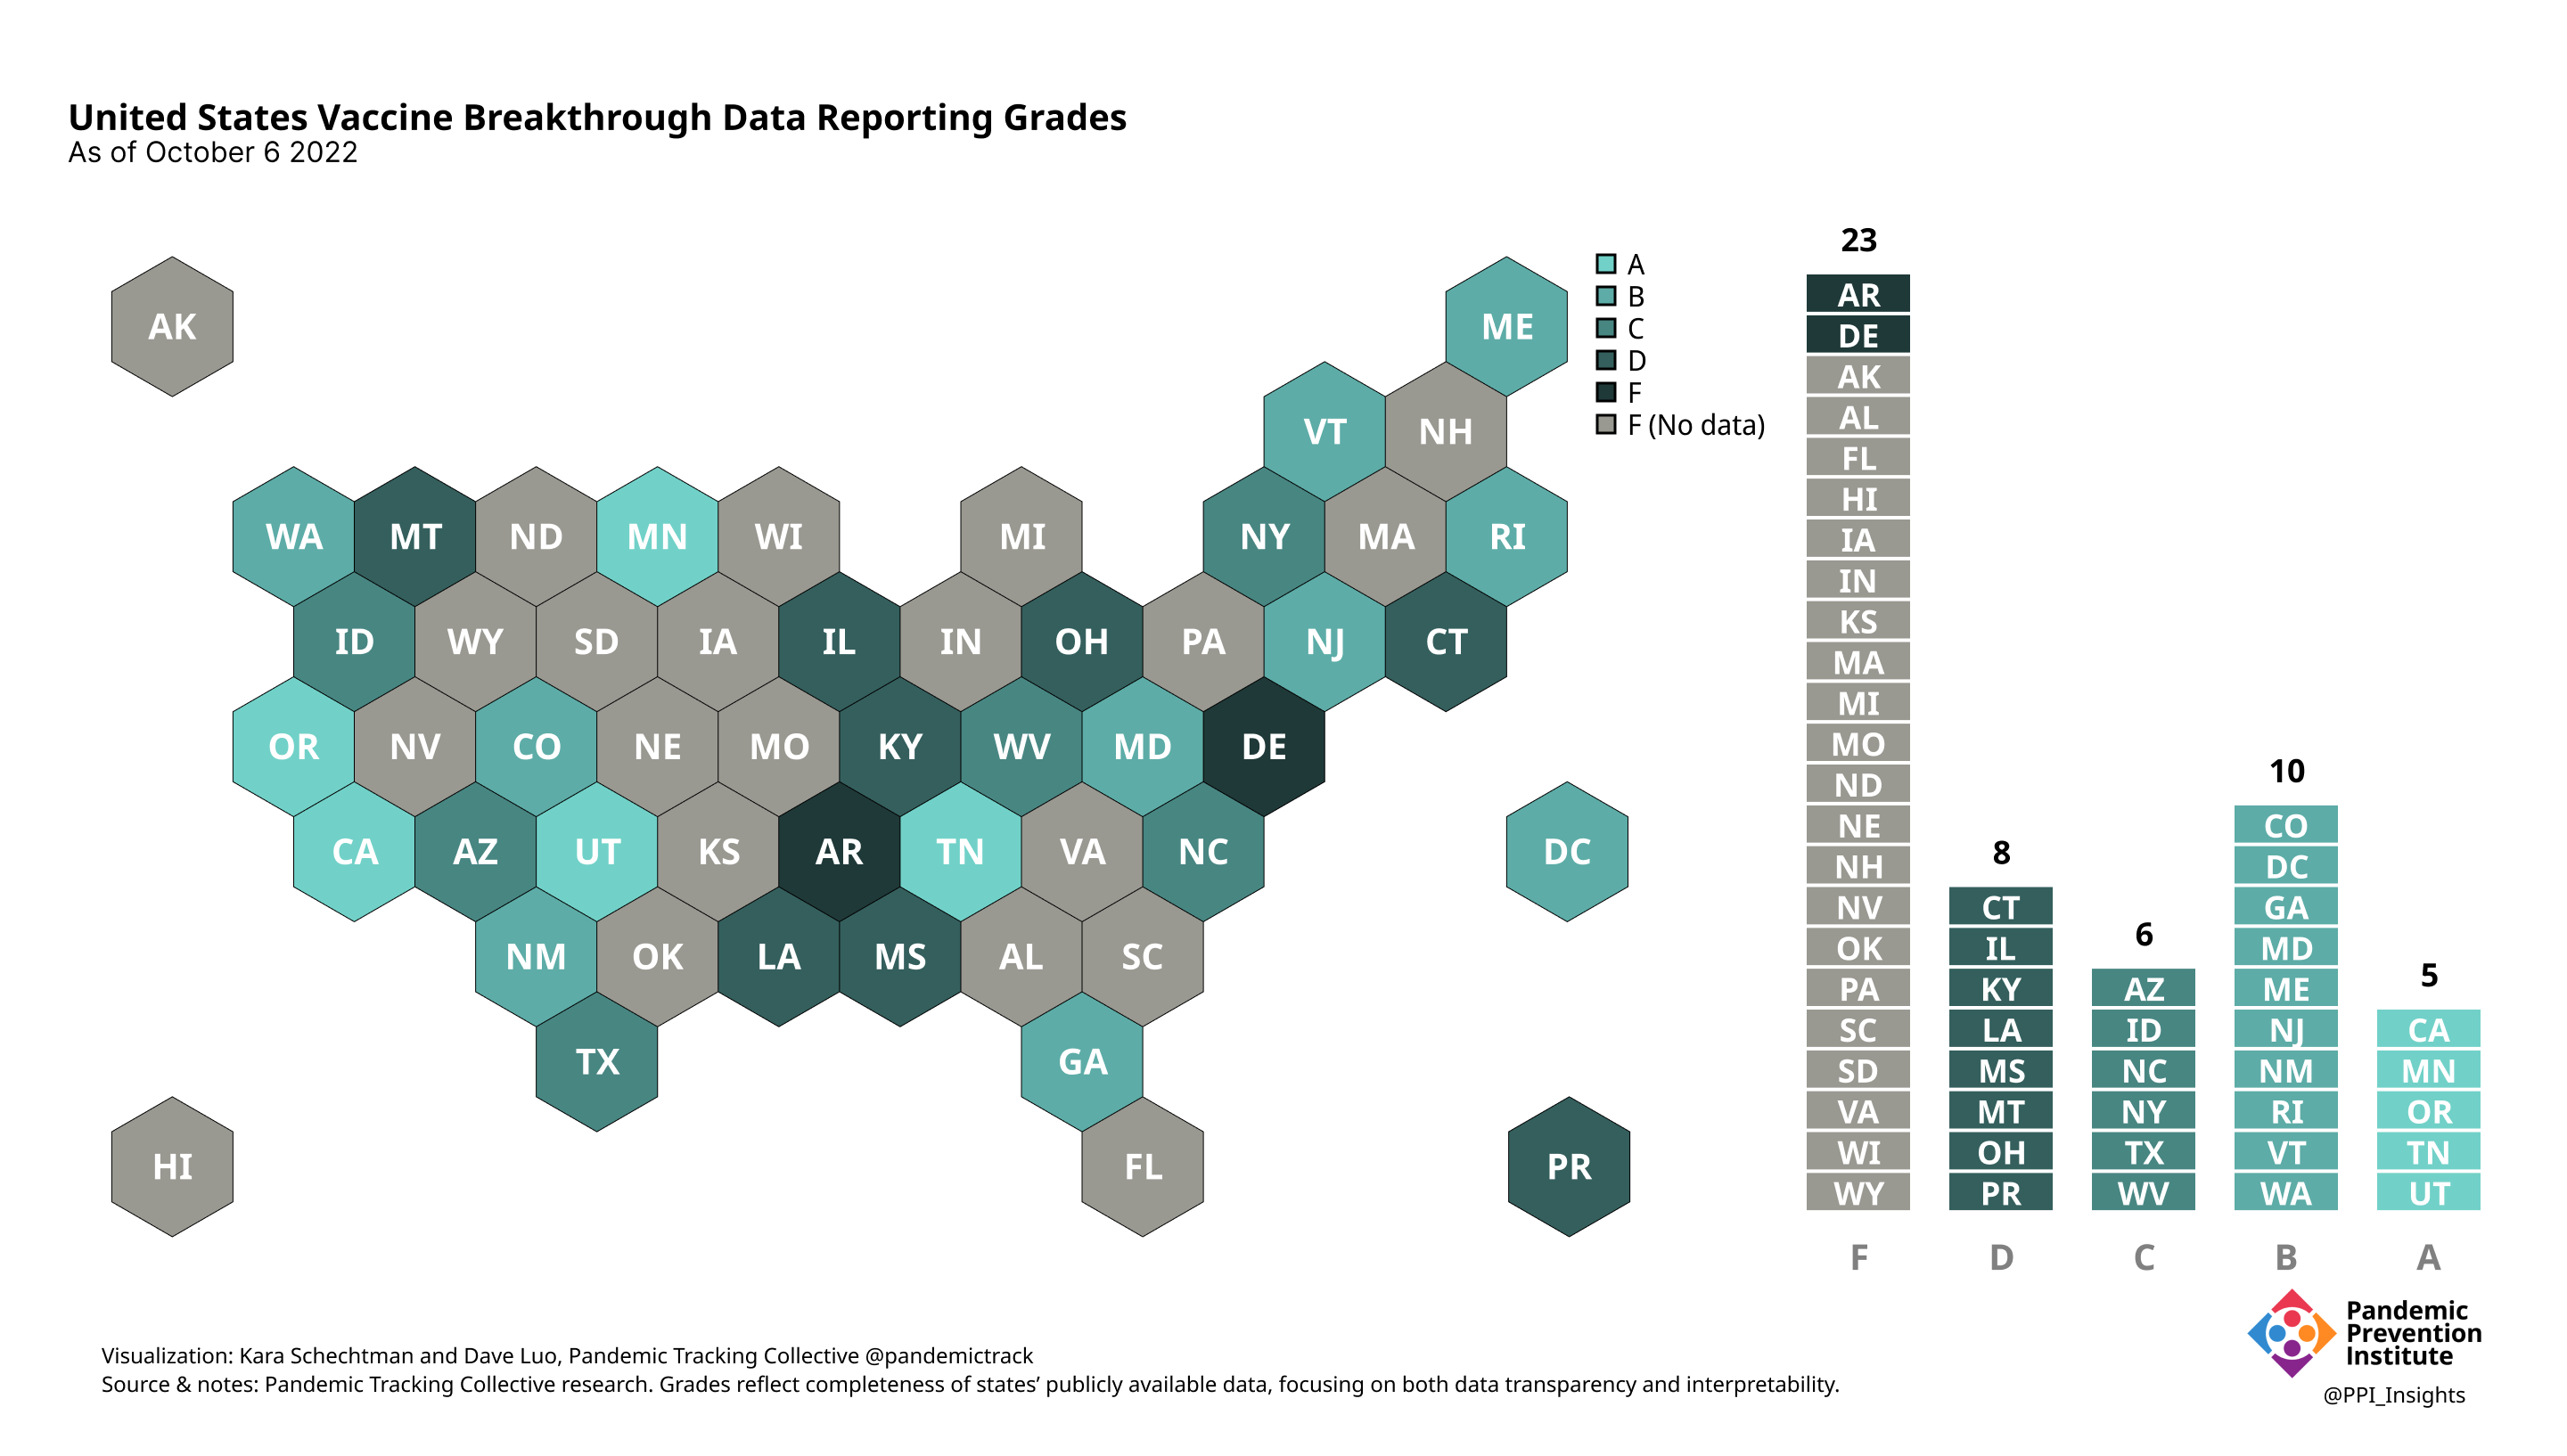 United States Vaccine Breakthrough Data Reporting Grades
As of October 6 2022
AK
ME
VT
NH
WA
MT
ND
MN
WI
MI
NY
MA
RI
ID
WY
SD
IA
IL
IN
OH
PA
NJ
CT
OR
NV
CO
NE
MO
KY
WV
MD
DE
CA
AZ
UT
KS
AR
TN
VA
NC
DC
NM
OK
LA
MS
AL
SC
TX
GA
HI
FL
PR
A
B
C
D
F
F (No data)
23
AR
DE
AK
AL
FL
HI
IA
IN
KS
MA
MI
MO
ND
NE
NH
NV
OK
PA
SC
SD
VA
WI
WY
F
8
CT
IL
KY
LA
MS
MT
OH
PR
D
6
AZ
ID
NC
NY
TX
WV
C
10
CO
DC
GA
MD
ME
NJ
NM
RI
VT
WA
B
5
CA
MN
OR
TN
UT
A
Visualization: Kara Schechtman and Dave Luo, Pandemic Tracking Collective @pandemictrack
Source & notes: Pandemic Tracking Collective research. Grades reflect completeness of states’ publicly available data, focusing on both data transparency and interpretability.
Pandemic
Prevention
Institute
@PPI_Insights